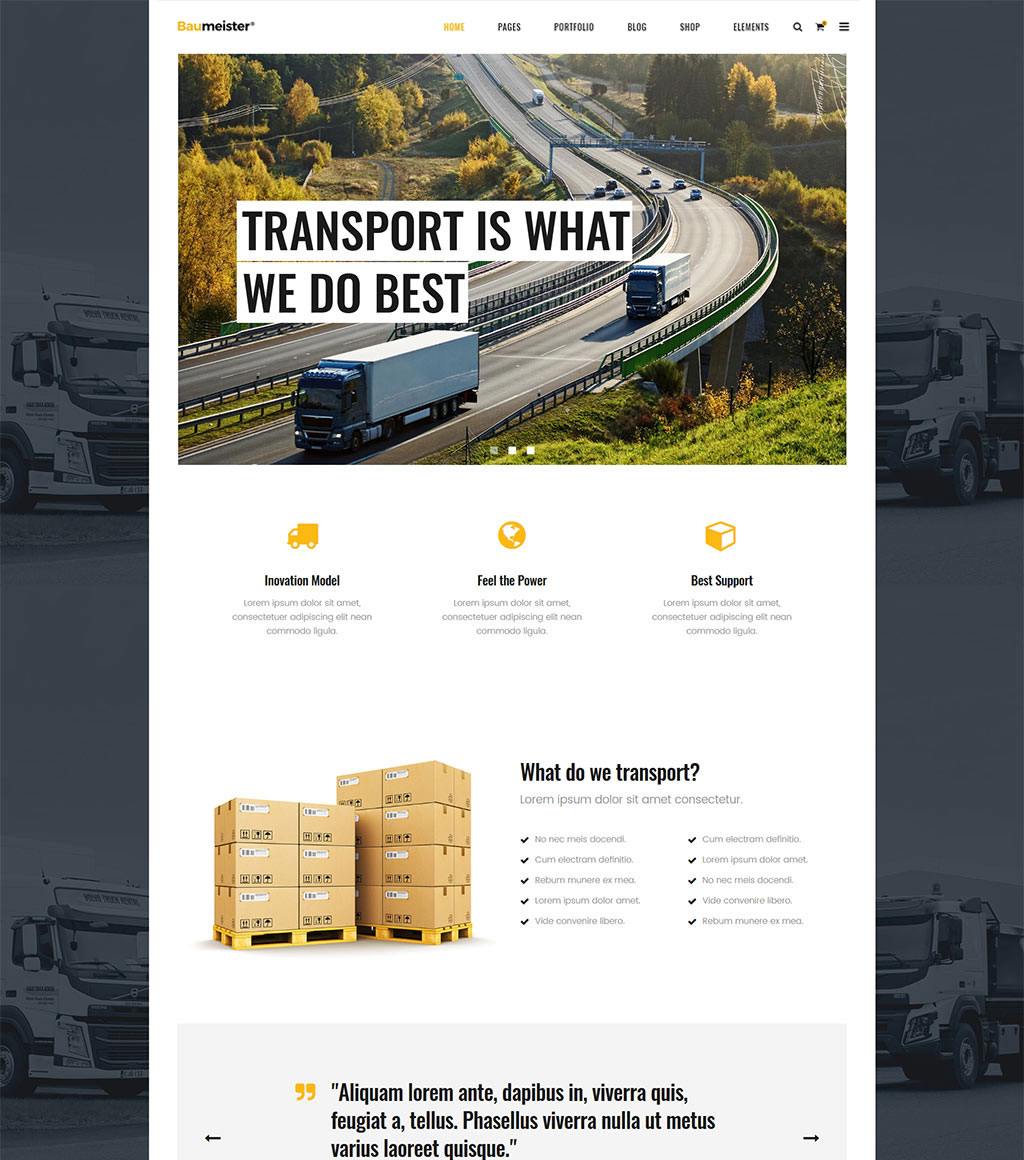 Baumeister®
HOME PAGES PORTFOLIO BLOG SHOP ELEMENTS
TRANSPORT IS WHAT
WE DO BEST
VOLVO TRUCK RENTAL
Inovation Model
Lorem ipsum dolor sit amet,
consectetuer adipiscing elit nean
commodo ligula.
Feel the Power
Lorem ipsum dolor sit amet,
consectetuer adipiscing elit nean
commodo ligula.
Best Support
Lorem ipsum dolor sit amet,
consectetuer adipiscing elit nean
commodo ligula.
What do we transport?
Lorem ipsum dolor sit amet consectetur.
No nec meis docendi.
Cum electram definitio.
Rebum munere ex mea.
Lorem ipsum dolor amet.
Vide convenire libero.
Cum electram definitio.
Lorem ipsum dolor amet.
No nec meis docendi.
Vide convenire libero.
Rebum munere ex mea.
VOLVO TRUCK RENTAL
"Aliquam lorem ante, dapibus in, viverra quis,
feugiat a, tellus. Phasellus viverra nulla ut metus
varius laoreet quisque."